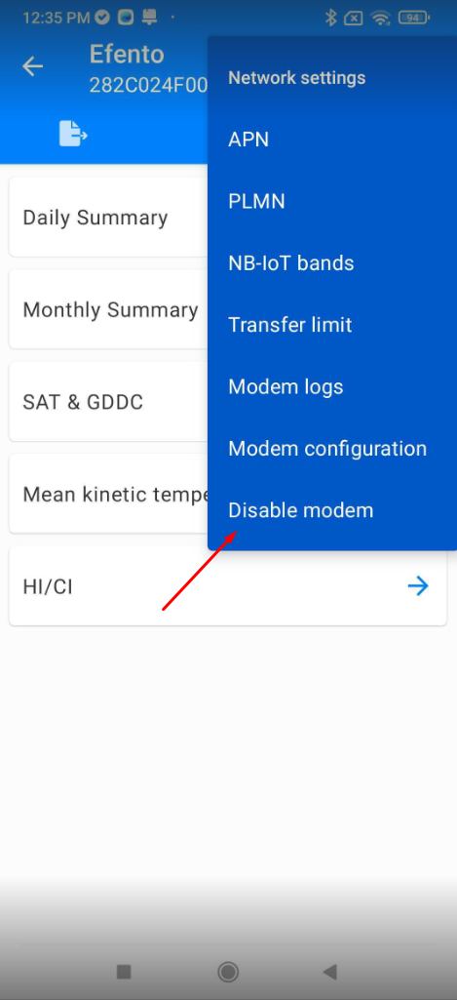 12:35 PM
94
Efento
282C024F00
Network settings
APN
PLMN
NB-IoT bands
Transfer limit
Modem logs
Modem configuration
Disable modem
Daily Summary
Monthly Summary
SAT & GDDC
Mean kinetic tempe
HI/CI